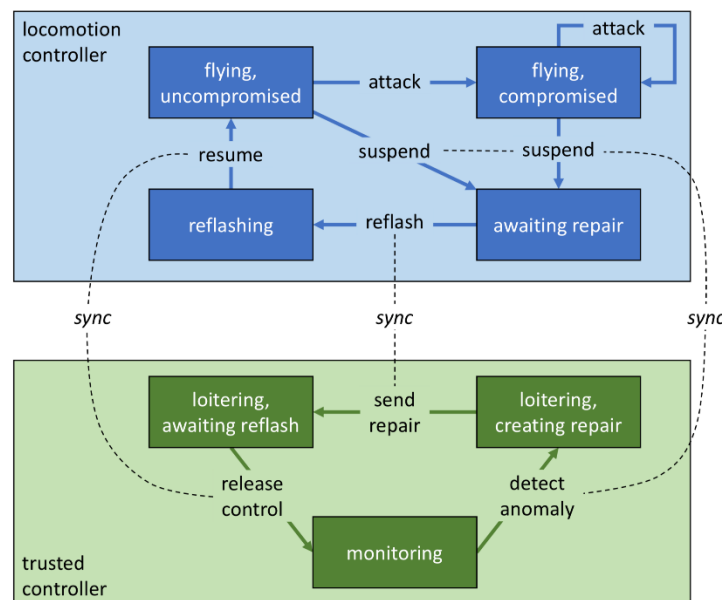 locomotion
controller
attack
flying,
uncompromised
attack
flying,
compromised
resume
suspend
suspend
reflashing
reflash
awaiting repair
sync
sync
sync
loitering,
awaiting reflash
send
repair
loitering,
creating repair
release
control
detect
anomaly
monitoring
trusted
controller